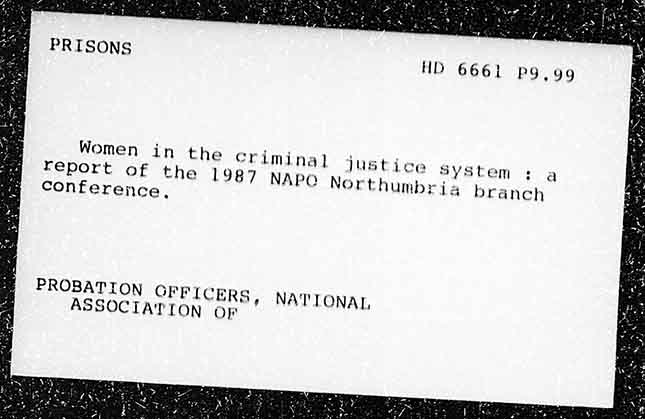 PRISONS
HD 6661 P9.99
Women in the criminal justice system : a
report of the 1987 NAPO Northumbria branch
conference.
PROBATION OFFICERS, NATIONAL
ASSOCIATION OF